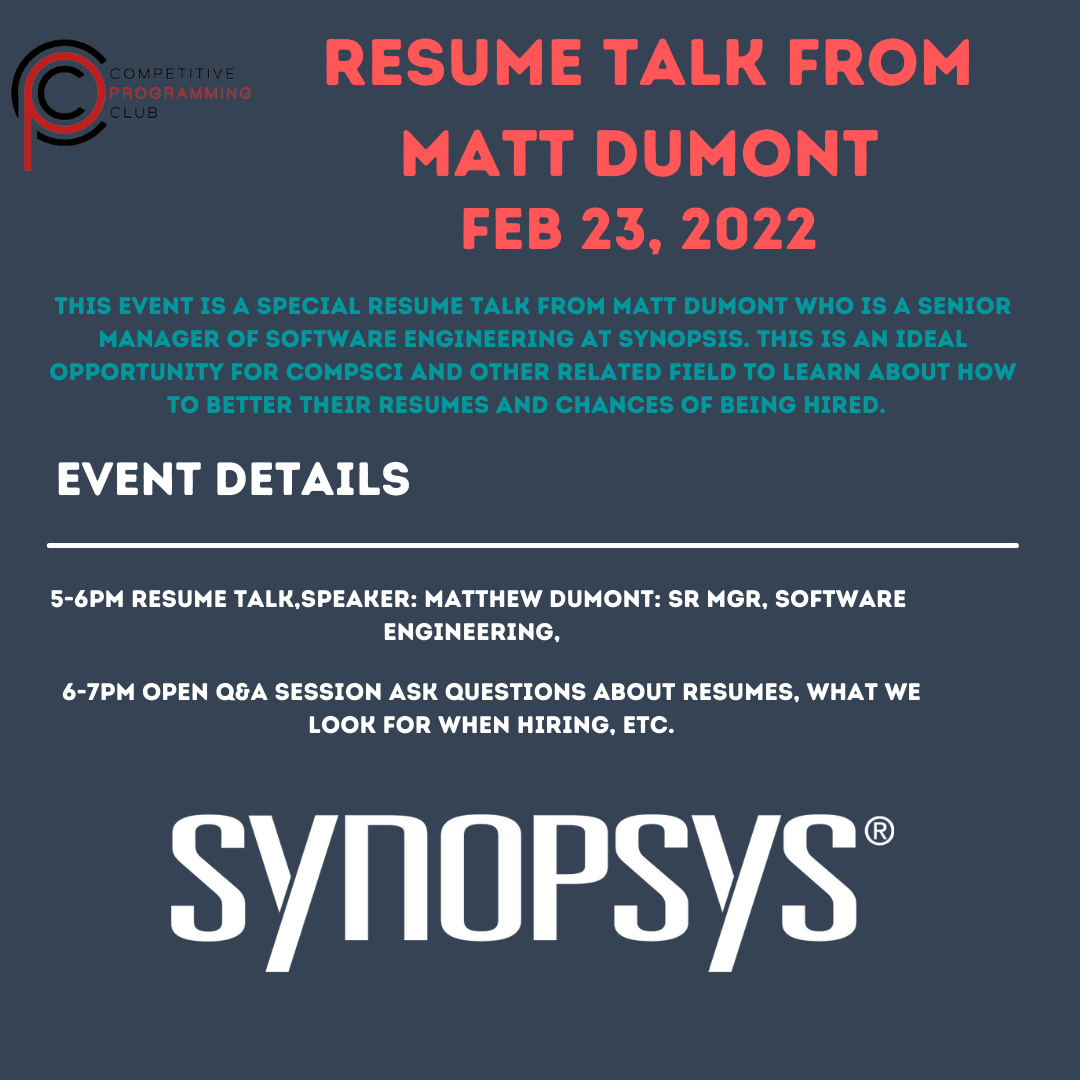 COMPETITIVE
PROGRAMMING
CLUB
RESUME TALK FROM
MATT DUMONT
FEB 23, 2022
THIS EVENT IS A SPECIAL RESUME TALK FROM MATT DUMONT WHO IS A SENIOR
MANAGER OF SOFTWARE ENGINEERING AT SYNOPSIS. THIS IS AN IDEAL
OPPORTUNITY FOR COMPSCI AND OTHER RELATED FIELD TO LEARN ABOUT HOW
TO BETTER THEIR RESUMES AND CHANCES OF BEING HIRED.
EVENT DETAILS
5-6PM RESUME TALK,SPEAKER: MATTHEW DUMONT: SR MGR, SOFTWARE
ENGINEERING,
6-7PM OPEN Q&A SESSION ASK QUESTIONS ABOUT RESUMES, WHAT WE
LOOK FOR WHEN HIRING, ETC.
SYNOPSYS®